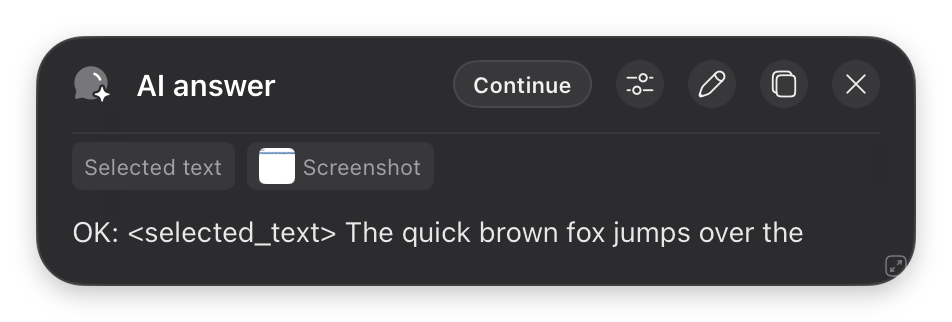 AI answer
Continue
Selected text
Screenshot
OK: <selected_text> The quick brown fox jumps over the